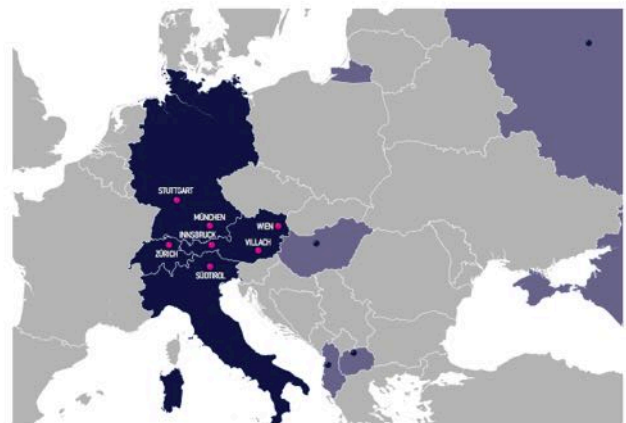 STUTTGART
MÜNCHEN
WIEN
INNSBRUCK
VILLACH
ZÜRICH
SÜDTIROL